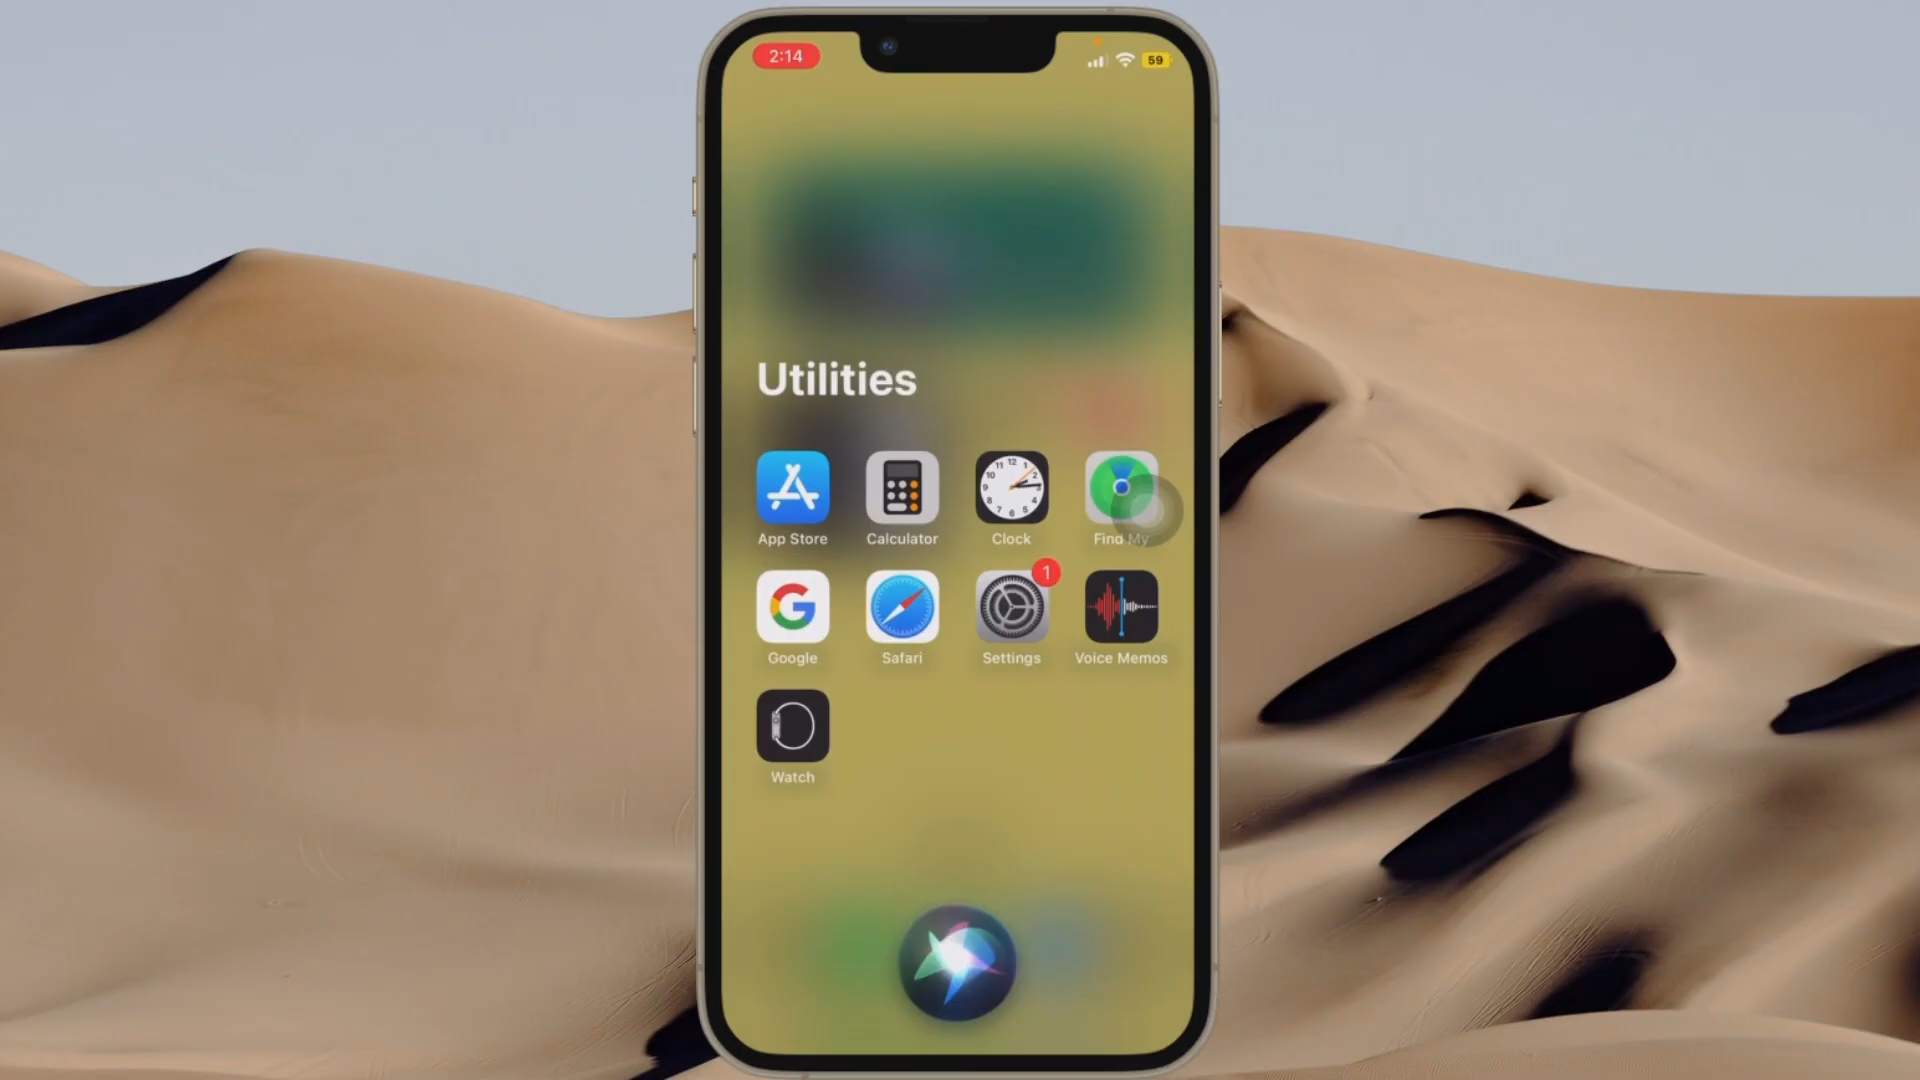 2:14
59
Utilities
App Store
Calculator
Clock
Find My
Google
Safari
1
Settings
Voice Memos
Watch